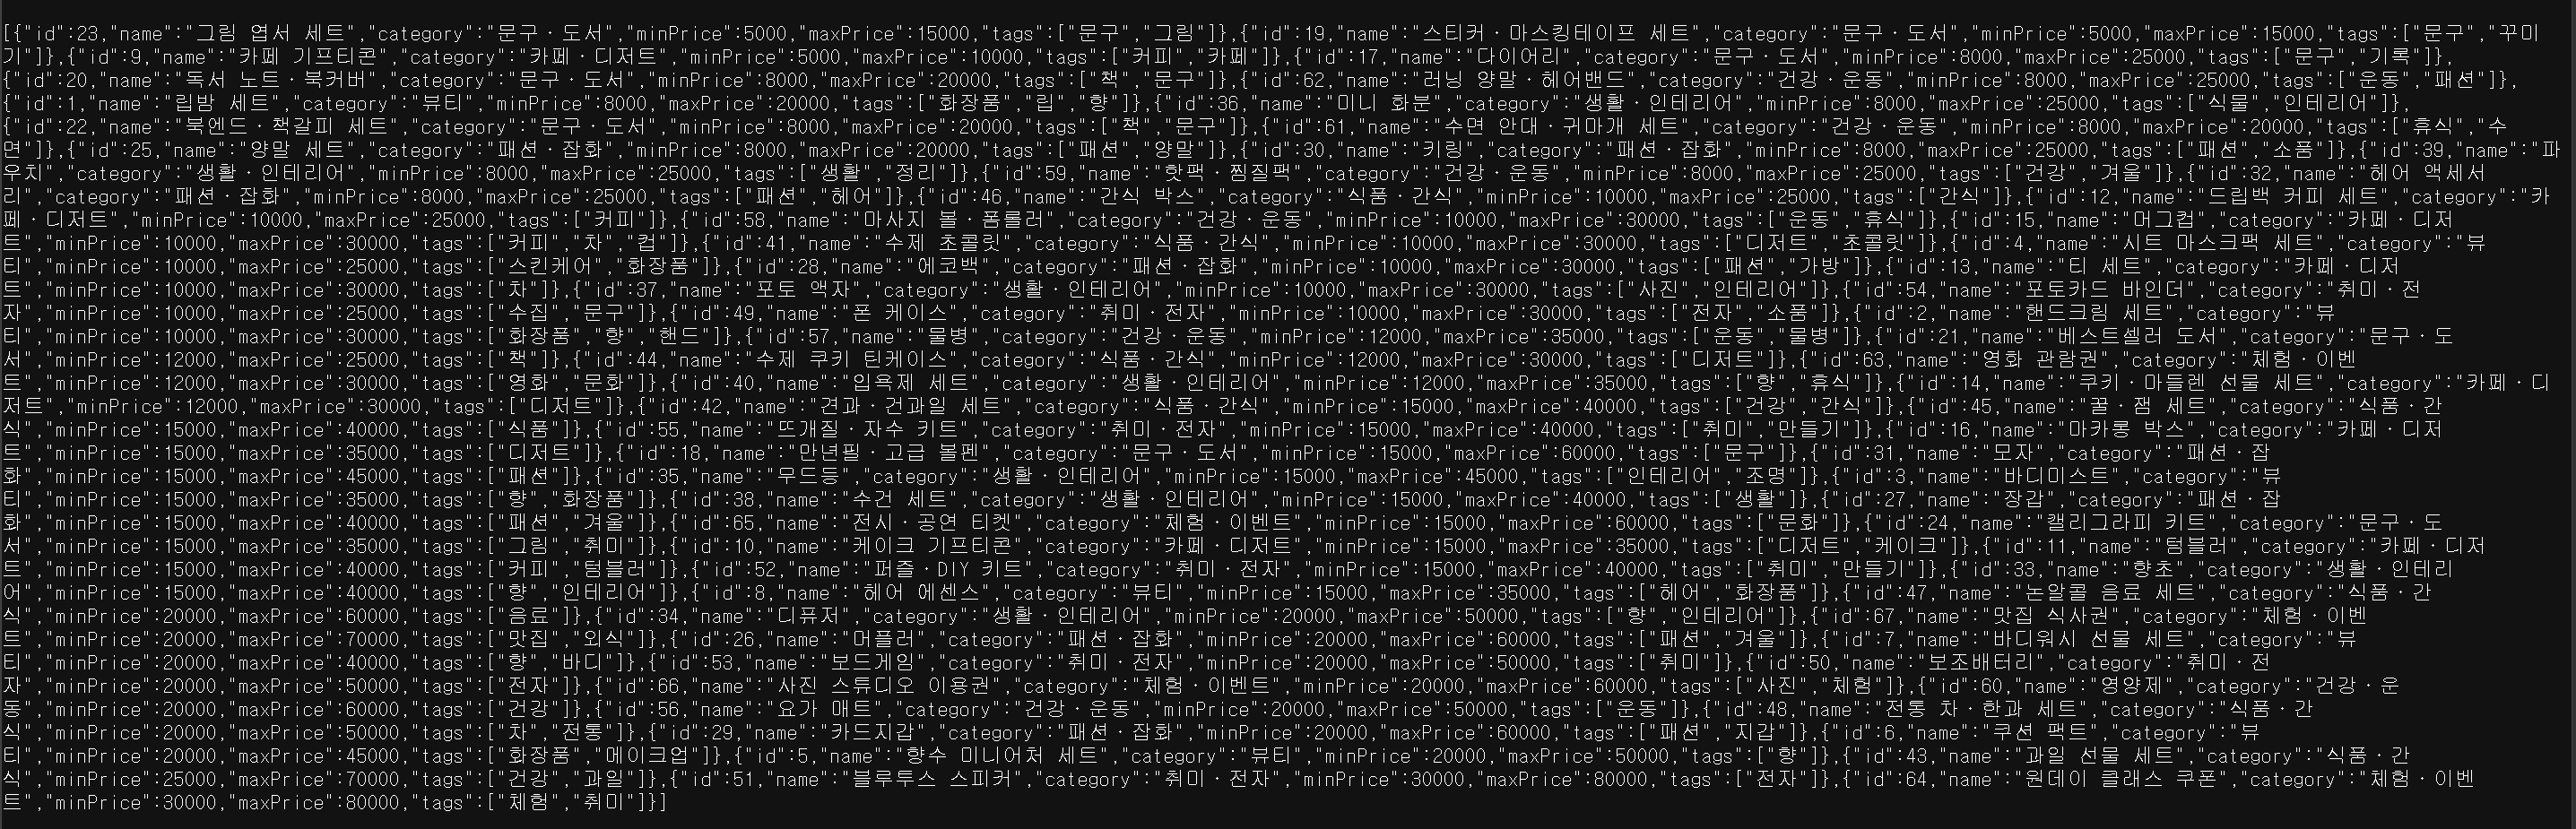 [{"id":23,"name":"그림 엽서 세트","category":"문구·도서","minPrice":5000,"maxPrice":15000,"tags":["문구","그림"]},{"id":19,"name":"스티커·마스킹테이프 세트","category":"문구·도서","minPrice":5000,"maxPrice":15000,"tags":["문구","꾸미
기"]},{"id":9,"name":"카페 기프티콘","category":"카페·디저트","minPrice":5000,"maxPrice":10000,"tags":["커피","카페"]},{"id":17,"name":"다이어리","category":"문구·도서","minPrice":8000,"maxPrice":25000,"tags":["문구","기록"]},
{"id":20,"name":"독서 노트·북커버","category":"문구·도서","minPrice":8000,"maxPrice":20000,"tags":["책","문구"]},{"id":62,"name":"러닝 양말·헤어밴드","category":"건강·운동","minPrice":8000,"maxPrice":25000,"tags":["운동","패션"]},
{"id":1,"name":"립밤 세트","category":"뷰티","minPrice":8000,"maxPrice":20000,"tags":["화장품","립","향"]},{"id":36,"name":"미니 화분","category":"생활·인테리어","minPrice":8000,"maxPrice":25000,"tags":["식물","인테리어"]},
{"id":22,"name":"북엔드·책갈피 세트","category":"문구·도서","minPrice":8000,"maxPrice":20000,"tags":["책","문구"]},{"id":61,"name":"수면 안대·귀마개 세트","category":"건강·운동","minPrice":8000,"maxPrice":20000,"tags":["휴식","수
면"]},{"id":25,"name":"양말 세트","category":"패션·잡화","minPrice":8000,"maxPrice":20000,"tags":["패션","양말"]},{"id":30,"name":"키링","category":"패션·잡화","minPrice":8000,"maxPrice":25000,"tags":["패션","소품"]},{"id":39,"name":"파
우치","category":"생활·인테리어","minPrice":8000,"maxPrice":25000,"tags":["생활","정리"]},{"id":59,"name":"핫팩·찜질팩","category":"건강·운동","minPrice":8000,"maxPrice":25000,"tags":["건강","겨울"]},{"id":32,"name":"헤어 액세서
리","category":"패션·잡화","minPrice":8000,"maxPrice":25000,"tags":["패션","헤어"]},{"id":46,"name":"간식 박스","category":"식품·간식","minPrice":10000,"maxPrice":25000,"tags":["간식"]},{"id":12,"name":"드립백 커피 세트","category":"카
페·디저트","minPrice":10000,"maxPrice":25000,"tags":["커피"]},{"id":58,"name":"마사지 볼·폼롤러","category":"건강·운동","minPrice":10000,"maxPrice":30000,"tags":["운동","휴식"]},{"id":15,"name":"머그컵","category":"카페·디저
트","minPrice":10000,"maxPrice":30000,"tags":["커피","차","컵"]},{"id":41,"name":"수제 초콜릿","category":"식품·간식","minPrice":10000,"maxPrice":30000,"tags":["디저트","초콜릿"]},{"id":4,"name":"시트 마스크팩 세트","category":"뷰
티","minPrice":10000,"maxPrice":25000,"tags":["스킨케어","화장품"]},{"id":28,"name":"에코백","category":"패션·잡화","minPrice":10000,"maxPrice":30000,"tags":["패션","가방"]},{"id":13,"name":"티 세트","category":"카페·디저
트","minPrice":10000,"maxPrice":30000,"tags":["차"]},{"id":37,"name":"포토 액자","category":"생활·인테리어","minPrice":10000,"maxPrice":30000,"tags":["사진","인테리어"]},{"id":54,"name":"포토카드 바인더","category":"취미·전
자","minPrice":10000,"maxPrice":25000,"tags":["수집","문구"]},{"id":49,"name":"폰 케이스","category":"취미·전자","minPrice":10000,"maxPrice":30000,"tags":["전자","소품"]},{"id":2,"name":"핸드크림 세트","category":"뷰
티","minPrice":10000,"maxPrice":30000,"tags":["화장품","향","핸드"]},{"id":57,"name":"물병","category":"건강·운동","minPrice":12000,"maxPrice":35000,"tags":["운동","물병"]},{"id":21,"name":"베스트셀러 도서","category":"문구·도
서","minPrice":12000,"maxPrice":25000,"tags":["책"]},{"id":44,"name":"수제 쿠키 틴케이스","category":"식품·간식","minPrice":12000,"maxPrice":30000,"tags":["디저트"]},{"id":63,"name":"영화 관람권","category":"체험·이벤
트","minPrice":12000,"maxPrice":30000,"tags":["영화","문화"]},{"id":40,"name":"입욕제 세트","category":"생활·인테리어","minPrice":12000,"maxPrice":35000,"tags":["향","휴식"]},{"id":14,"name":"쿠키·마들렌 선물 세트","category":"카페·디
저트","minPrice":12000,"maxPrice":30000,"tags":["디저트"]},{"id":42,"name":"견과·건과일 세트","category":"식품·간식","minPrice":15000,"maxPrice":40000,"tags":["건강","간식"]},{"id":45,"name":"꿀·잼 세트","category":"식품·간
식","minPrice":15000,"maxPrice":40000,"tags":["식품"]},{"id":55,"name":"뜨개질·자수 키트","category":"취미·전자","minPrice":15000,"maxPrice":40000,"tags":["취미","만들기"]},{"id":16,"name":"마카롱 박스","category":"카페·디저
트","minPrice":15000,"maxPrice":35000,"tags":["디저트"]},{"id":18,"name":"만년필·고급 볼펜","category":"문구·도서","minPrice":15000,"maxPrice":60000,"tags":["문구"]},{"id":31,"name":"모자","category":"패션·잡
화","minPrice":15000,"maxPrice":45000,"tags":["패션"]},{"id":35,"name":"무드등","category":"생활·인테리어","minPrice":15000,"maxPrice":45000,"tags":["인테리어","조명"]},{"id":3,"name":"바디미스트","category":"뷰
티","minPrice":15000,"maxPrice":35000,"tags":["향","화장품"]},{"id":38,"name":"수건 세트","category":"생활·인테리어","minPrice":15000,"maxPrice":40000,"tags":["생활"]},{"id":27,"name":"장갑","category":"패션·잡
화","minPrice":15000,"maxPrice":40000,"tags":["패션","겨울"]},{"id":65,"name":"전시·공연 티켓","category":"체험·이벤트","minPrice":15000,"maxPrice":60000,"tags":["문화"]},{"id":24,"name":"캘리그라피 키트","category":"문구·도
서","minPrice":15000,"maxPrice":35000,"tags":["그림","취미"]},{"id":10,"name":"케이크 기프티콘","category":"카페·디저트","minPrice":15000,"maxPrice":35000,"tags":["디저트","케이크"]},{"id":11,"name":"텀블러","category":"카페·디저
트","minPrice":15000,"maxPrice":40000,"tags":["커피","텀블러"]},{"id":52,"name":"퍼즐·DIY 키트","category":"취미·전자","minPrice":15000,"maxPrice":40000,"tags":["취미","만들기"]},{"id":33,"name":"향초","category":"생활·인테리
어","minPrice":15000,"maxPrice":40000,"tags":["향","인테리어"]},{"id":8,"name":"헤어 에센스","category":"뷰티","minPrice":15000,"maxPrice":35000,"tags":["헤어","화장품"]},{"id":47,"name":"논알콜 음료 세트","category":"식품·간
식","minPrice":20000,"maxPrice":60000,"tags":["음료"]},{"id":34,"name":"디퓨저","category":"생활·인테리어","minPrice":20000,"maxPrice":50000,"tags":["향","인테리어"]},{"id":67,"name":"맛집 식사권","category":"체험·이벤
트","minPrice":20000,"maxPrice":70000,"tags":["맛집","외식"]},{"id":26,"name":"머플러","category":"패션·잡화","minPrice":20000,"maxPrice":60000,"tags":["패션","겨울"]},{"id":7,"name":"바디워시 선물 세트","category":"뷰
티","minPrice":20000,"maxPrice":40000,"tags":["향","바디"]},{"id":53,"name":"보드게임","category":"취미·전자","minPrice":20000,"maxPrice":50000,"tags":["취미"]},{"id":50,"name":"보조배터리","category":"취미·전
자","minPrice":20000,"maxPrice":50000,"tags":["전자"]},{"id":66,"name":"사진 스튜디오 이용권","category":"체험·이벤트","minPrice":20000,"maxPrice":60000,"tags":["사진","체험"]},{"id":60,"name":"영양제","category":"건강·운
동","minPrice":20000,"maxPrice":60000,"tags":["건강"]},{"id":56,"name":"요가 매트","category":"건강·운동","minPrice":20000,"maxPrice":50000,"tags":["운동"]},{"id":48,"name":"전통 차·한과 세트","category":"식품·간
식","minPrice":20000,"maxPrice":50000,"tags":["차","전통"]},{"id":29,"name":"카드지갑","category":"패션·잡화","minPrice":20000,"maxPrice":60000,"tags":["패션","지갑"]},{"id":6,"name":"쿠션 팩트","category":"뷰
티","minPrice":20000,"maxPrice":45000,"tags":["화장품","메이크업"]},{"id":5,"name":"향수 미니어처 세트","category":"뷰티","minPrice":20000,"maxPrice":50000,"tags":["향"]},{"id":43,"name":"과일 선물 세트","category":"식품·간
식","minPrice":25000,"maxPrice":70000,"tags":["건강","과일"]},{"id":51,"name":"블루투스 스피커","category":"취미·전자","minPrice":30000,"maxPrice":80000,"tags":["전자"]},{"id":64,"name":"원데이 클래스 쿠폰","category":"체험·이벤
트","minPrice":30000,"maxPrice":80000,"tags":["체험","취미"]}]